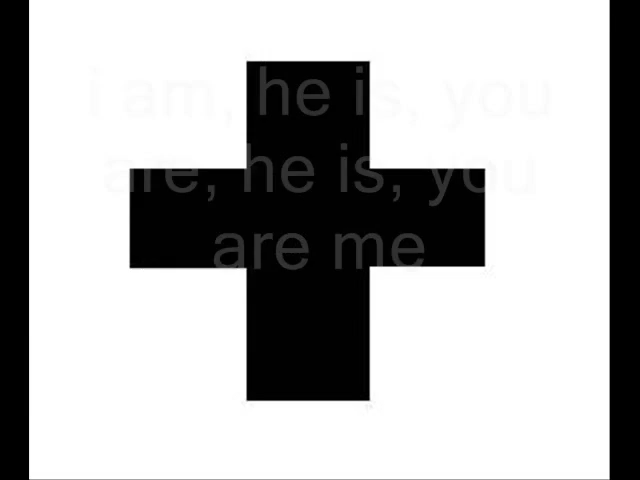 i am, he is, you
are, he is, you
are me